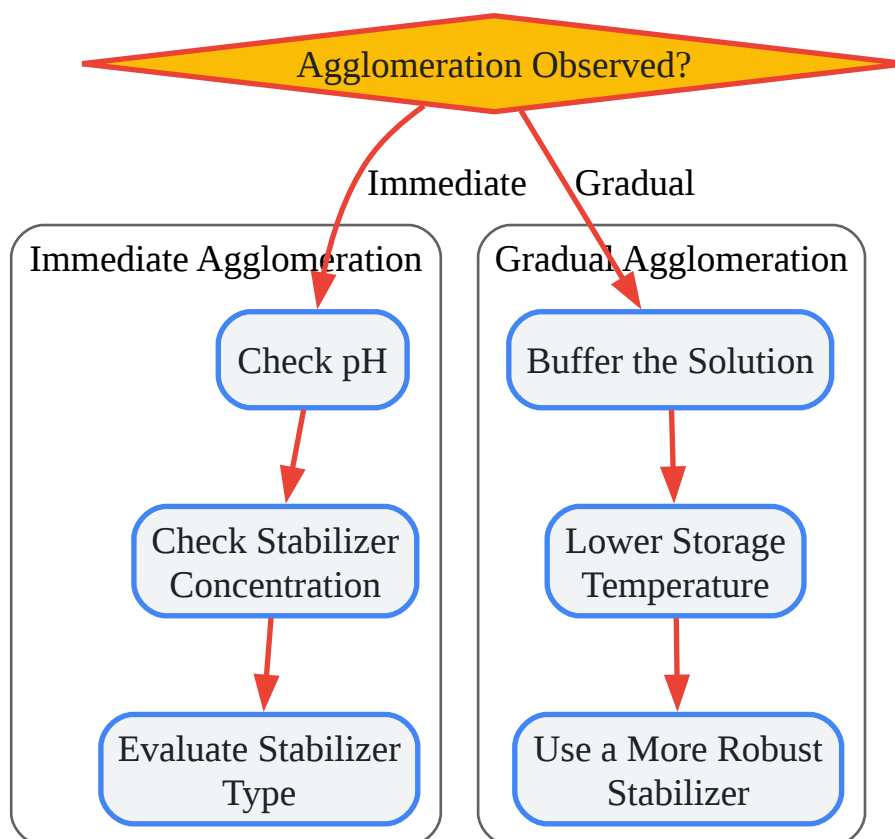 Agglomeration Observed?
Immediate
Gradual
Immediate Agglomeration
Check pH
Check Stabilizer
Concentration
Evaluate Stabilizer
Type
Gradual Agglomeration
Buffer the Solution
Lower Storage
Temperature
Use a More Robust
Stabilizer